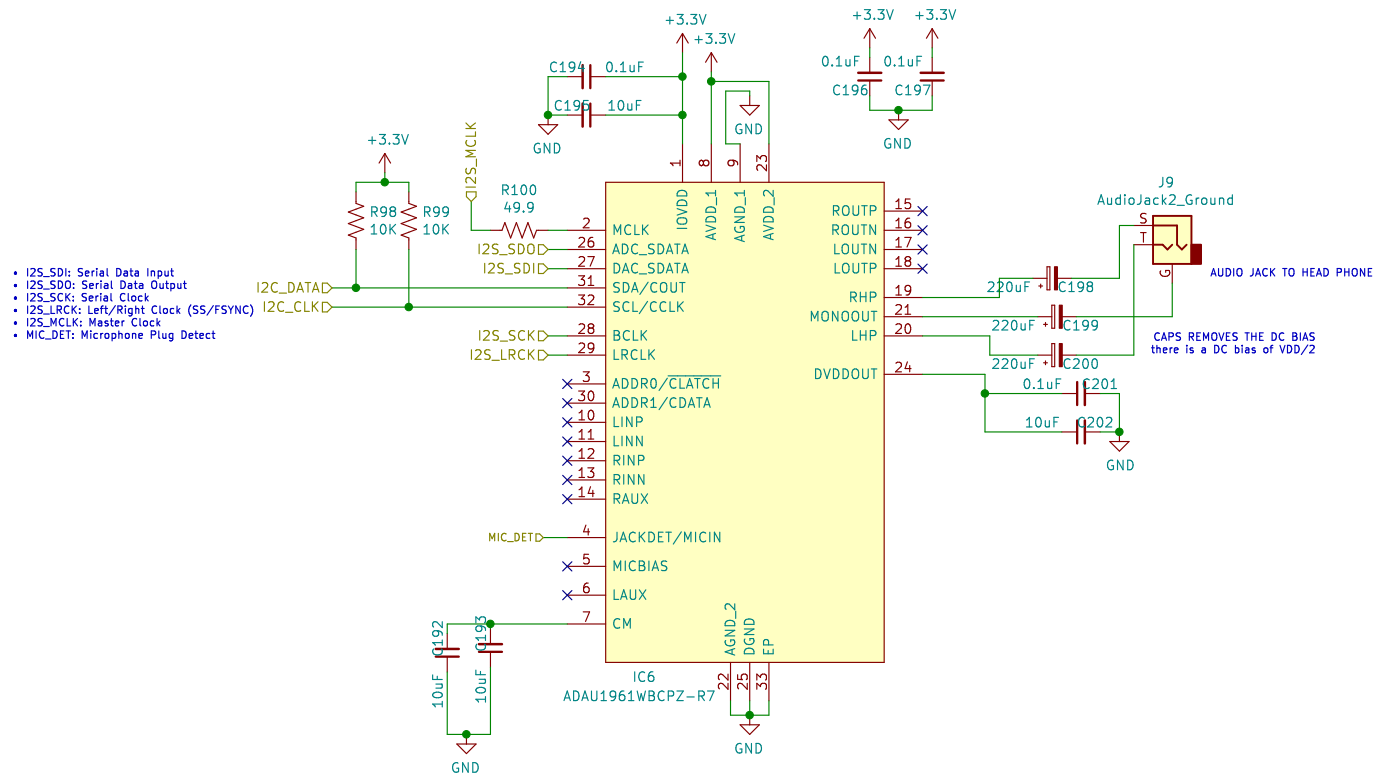 +3.3V
+3.3V
+3.3V
+3.3V
C194 0.1uF
0.1uF
0.1uF
C196
C197
C195 10uF
GND
GND
GND
+3.3V
I2S_MCLK
1
8
9
23
R100
49.9
R98
10K
R99
10K
IOVDD
AVDD_1
AGND_1
AVDD_2
J9
AudioJack2_Ground
S
T
G
AUDIO JACK TO HEAD PHONE
2 MCLK
I2S_SDO 26 ADC_SDATA
I2S_SDI 27 DAC_SDATA
I2C_DATA 31 SDA/COUT
I2C_CLK 32 SCL/CCLK
I2S_SCK 28 BCLK
I2S_LRCK 29 LRCLK
3 ADDR0/CLATCH
30 ADDR1/CDATA
10 LINP
11 LINN
12 RINP
13 RINN
14 RAUX
MIC_DET 4 JACKDET/MICIN
5 MICBIAS
6 LAUX
7 CM
• I2S_SDI: Serial Data Input
• I2S_SDO: Serial Data Output
• I2S_SCK: Serial Clock
• I2S_LRCK: Left/Right Clock (SS/FSYNC)
• I2S_MCLK: Master Clock
• MIC_DET: Microphone Plug Detect
ROUTP 15
ROUTN 16
LOUTN 17
LOUTP 18
RHP 19
MONOOUT 21
LHP 20
DVDDOUT 24
220uF + C198
220uF + C199
220uF + C200
CAPS REMOVES THE DC BIAS
there is a DC bias of VDD/2
0.1uF C201
10uF C202
GND
C192
10uF
C193
10uF
GND
AGND_2
DGND
EP
22
25
33
IC6
ADAU1961WBCPZ-R7
GND